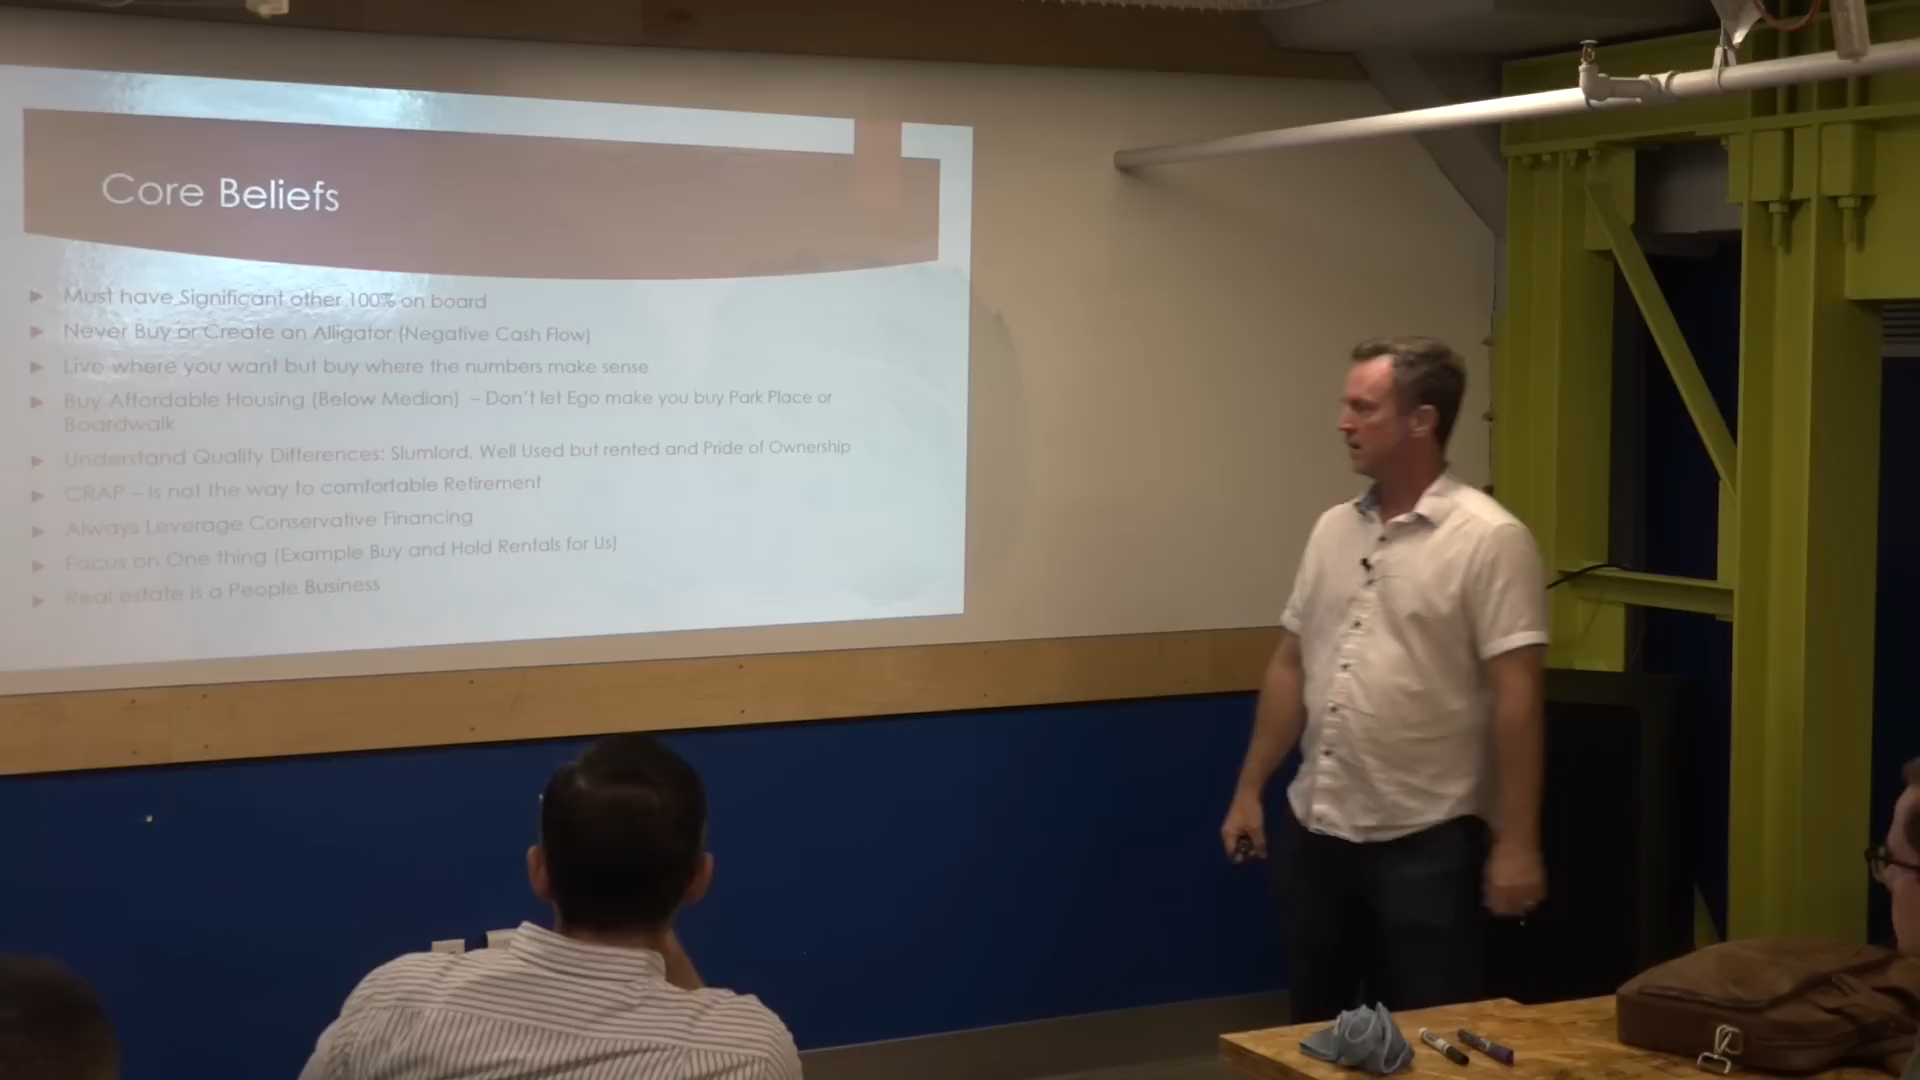 Core Beliefs
Must have Significant other 100% on board
Never Buy or Create an Alligator (Negative Cash Flow)
Live where you want but buy where the numbers make sense
Buy Affordable Housing (Below Median) – Don't let Ego make you buy Park Place or
Boardwalk
Understand Quality Differences: Slumlord, Well Used but rented and Pride of Ownership
CRAP – Is not the way to comfortable Retirement
Always Leverage Conservative Financing
Focus on One thing (Example Buy and Hold Rentals for Us)
Real estate is a People Business